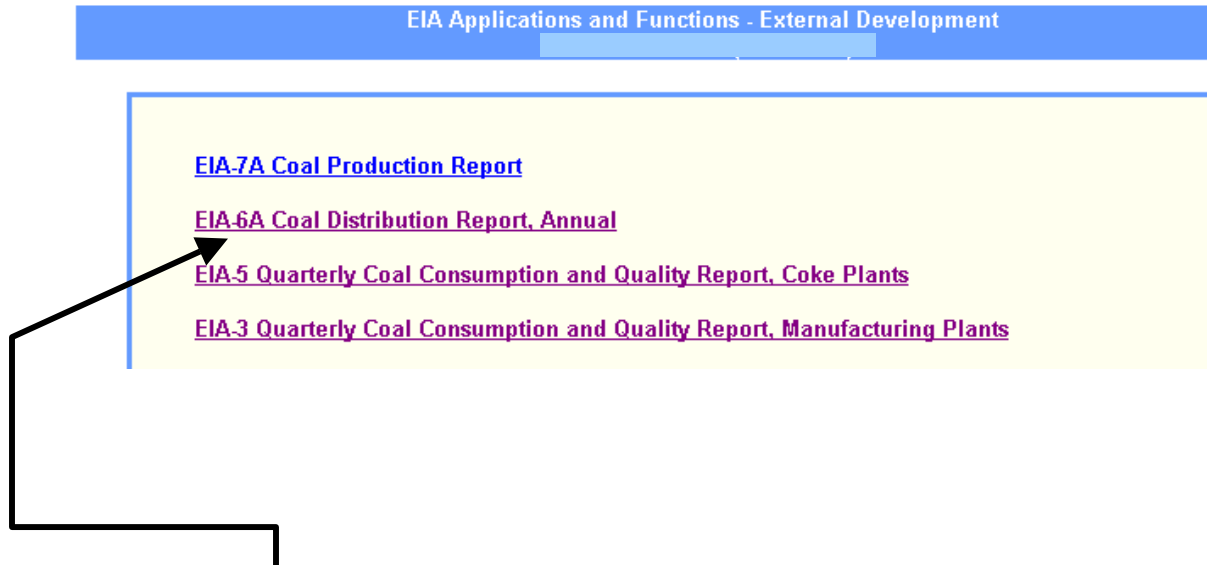 EIA Applications and Functions - External Development
EIA-7A Coal Production Report
EIA-6A Coal Distribution Report, Annual
EIA-5 Quarterly Coal Consumption and Quality Report, Coke Plants
EIA-3 Quarterly Coal Consumption and Quality Report, Manufacturing Plants